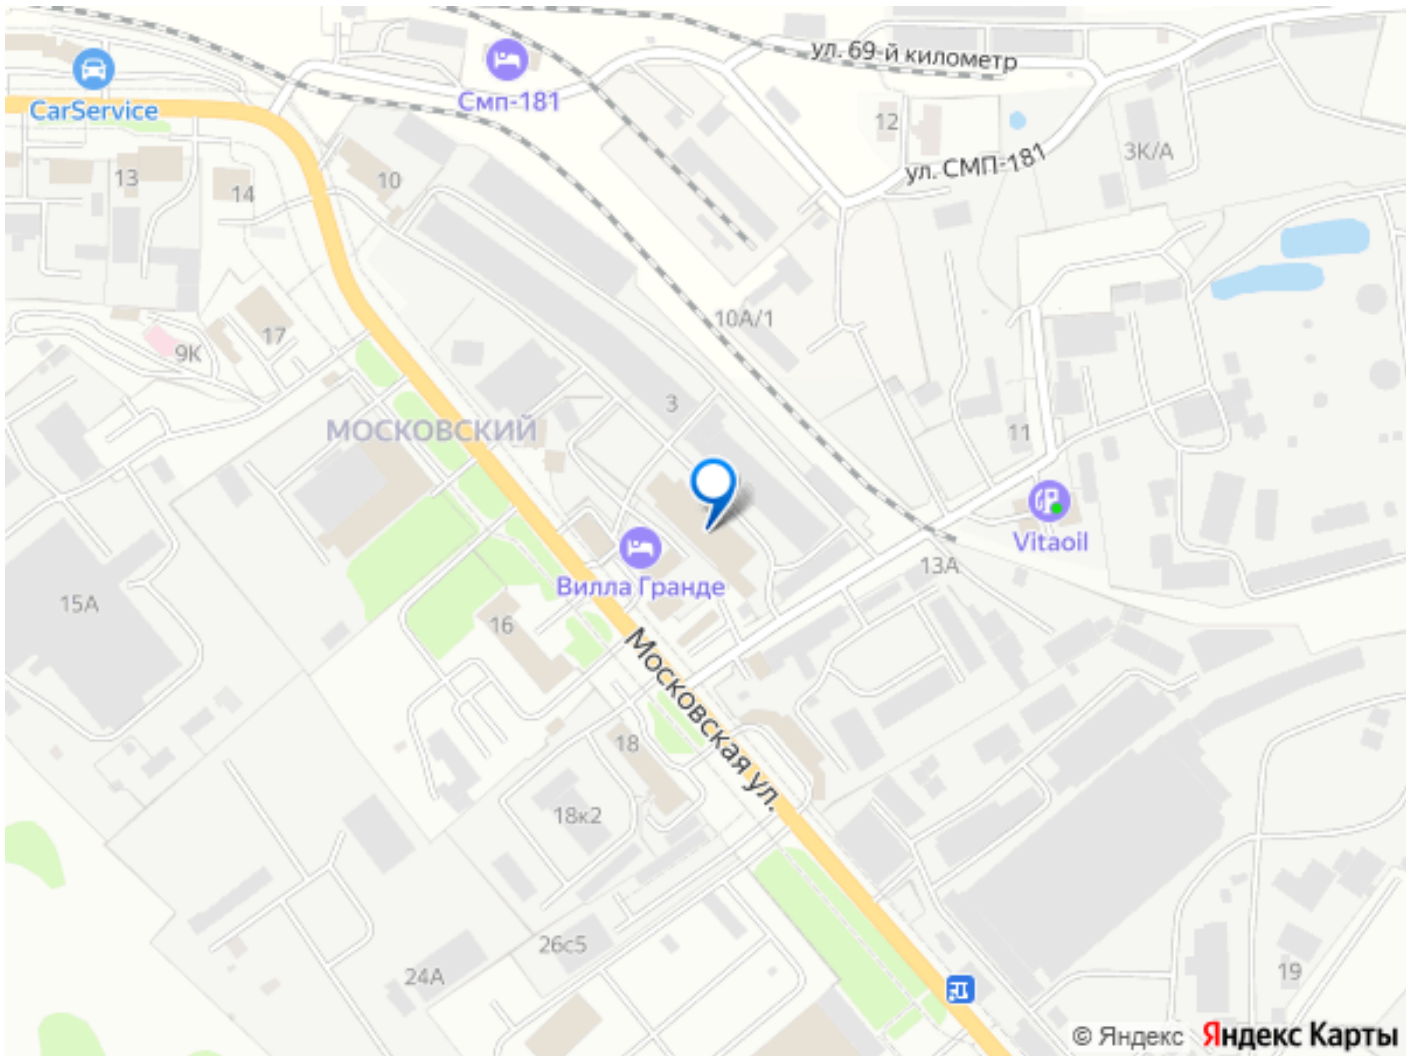 ул. 69-й километр
CarService
Смп-181
12
3К/А
ул. СМП-181
13
14
10
10А/1
17
9К
3
МОСКОВСКИЙ
11
Vitaoil
13А
Вилла Гранде
15А
16
Московская ул.
18
18к2
26с5
24А
19
© Яндекс Яндекс Карты